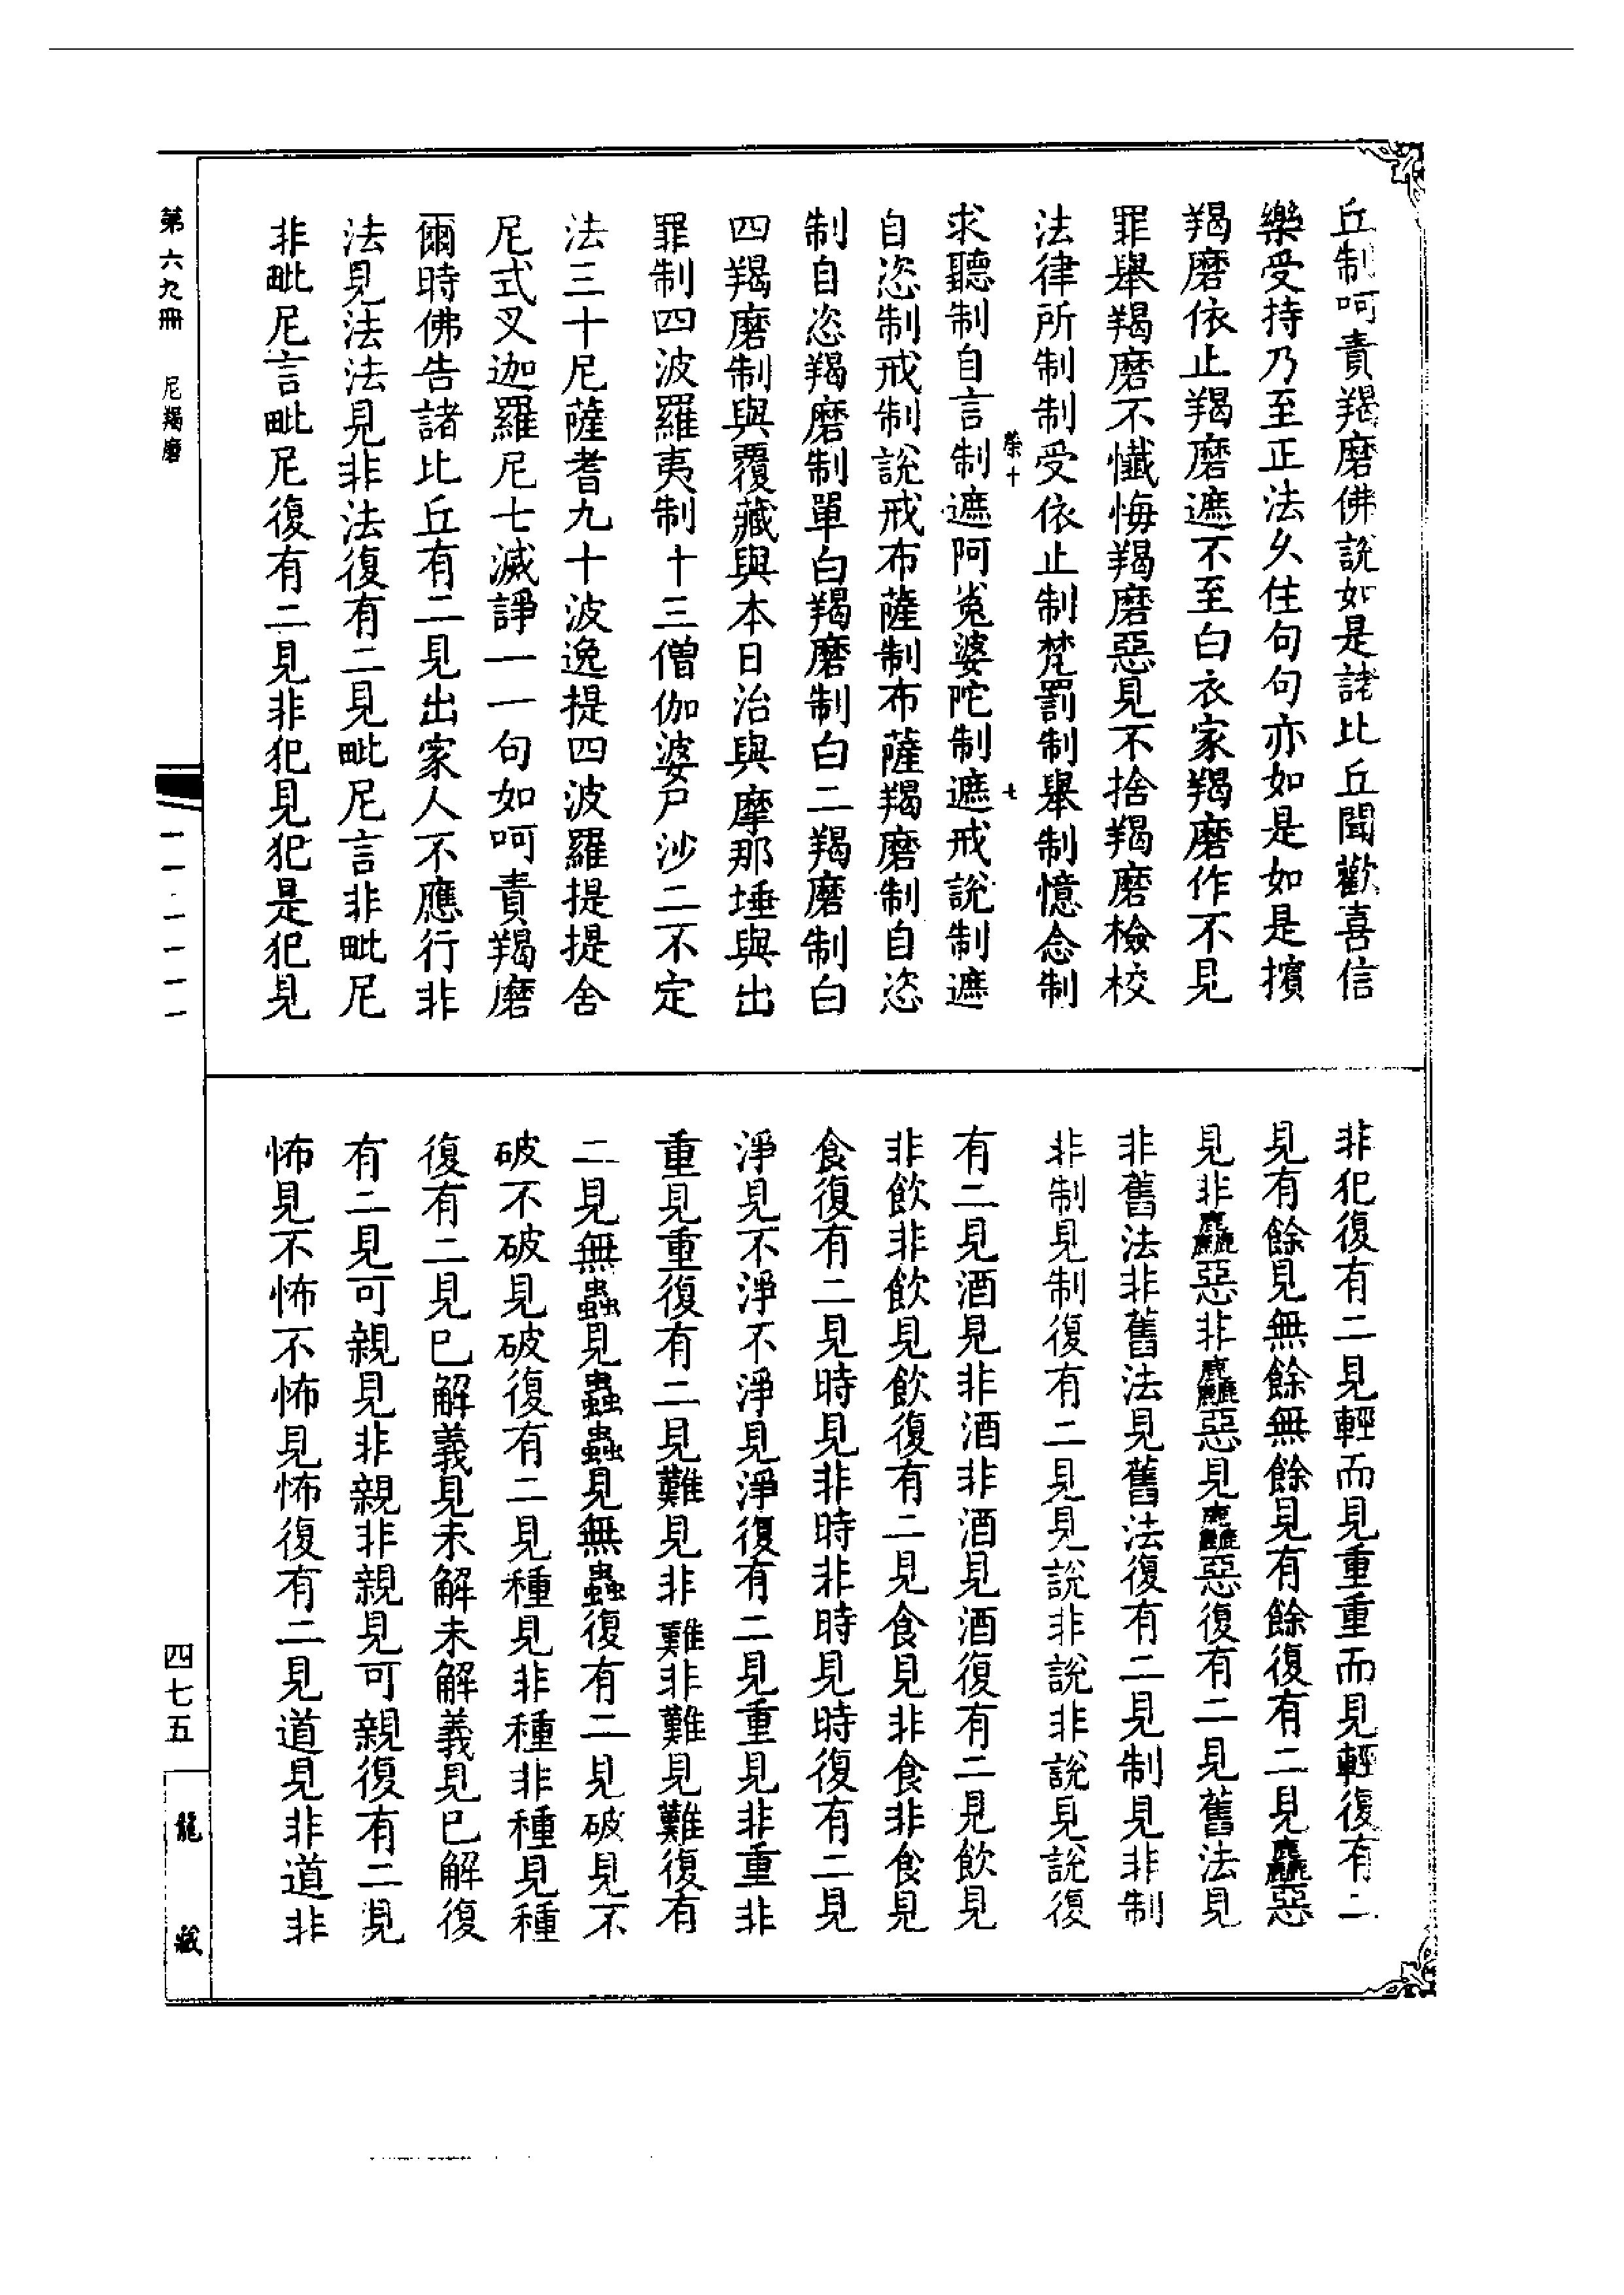 丘制呵責羯磨佛說如是諸比丘聞歡喜信
樂受持乃至正法久住句句亦如是如是擯
羯磨依止羯磨遮不至白衣家羯磨作不見
罪舉羯磨不懺悔羯磨惡見不捨羯磨檢校
法律所制制受依止制梵罰制舉制憶念制
榮十
七
求聽制自言制遮阿㝹婆陀制遮戒說制遮
自恣制戒制說戒布薩制布薩羯磨制自恣
制自恣羯磨制單白羯磨制白二羯磨制白
四羯磨制與覆藏與本日治與摩那埵與出
罪制四波羅夷制十三僧伽婆尸沙二不定
法三十尼薩耆九十波逸提四波羅提提舍
尼式叉迦羅尼七滅諍一一句如呵責羯磨
爾時佛告諸比丘有二見出家人不應行非
法見法法見非法復有二見毗尼言非毗尼
非毗尼言毗尼復有二見非犯見犯是犯見
非犯復有二見輕而見重重而見輕復有二
見有餘見無餘無餘見有餘復有二見麤惡
見非麤惡非麤惡見麤惡復有二見舊法見
非舊法非舊法見舊法復有二見制見非制
非制見制復有二見見說非說非說見說復
有二見酒見非酒非酒見酒復有二見飲見
非飲非飲見飲復有二見食見非食非食見
食復有二見時見非時非時見時復有二見
淨見不淨不淨見淨復有二見重見非重非
重見重復有二見難見非難非難見難復有
二見無蟲見蟲蟲見無蟲復有二見破見不
破不破見破復有二見種見非種非種見種
復有二見已解義見未解未解義見已解復
有二見可親見非親非親見可親復有二見
怖見不怖不怖見怖復有二見道見非道非
第六九冊 尼羯磨
四七五
龍藏